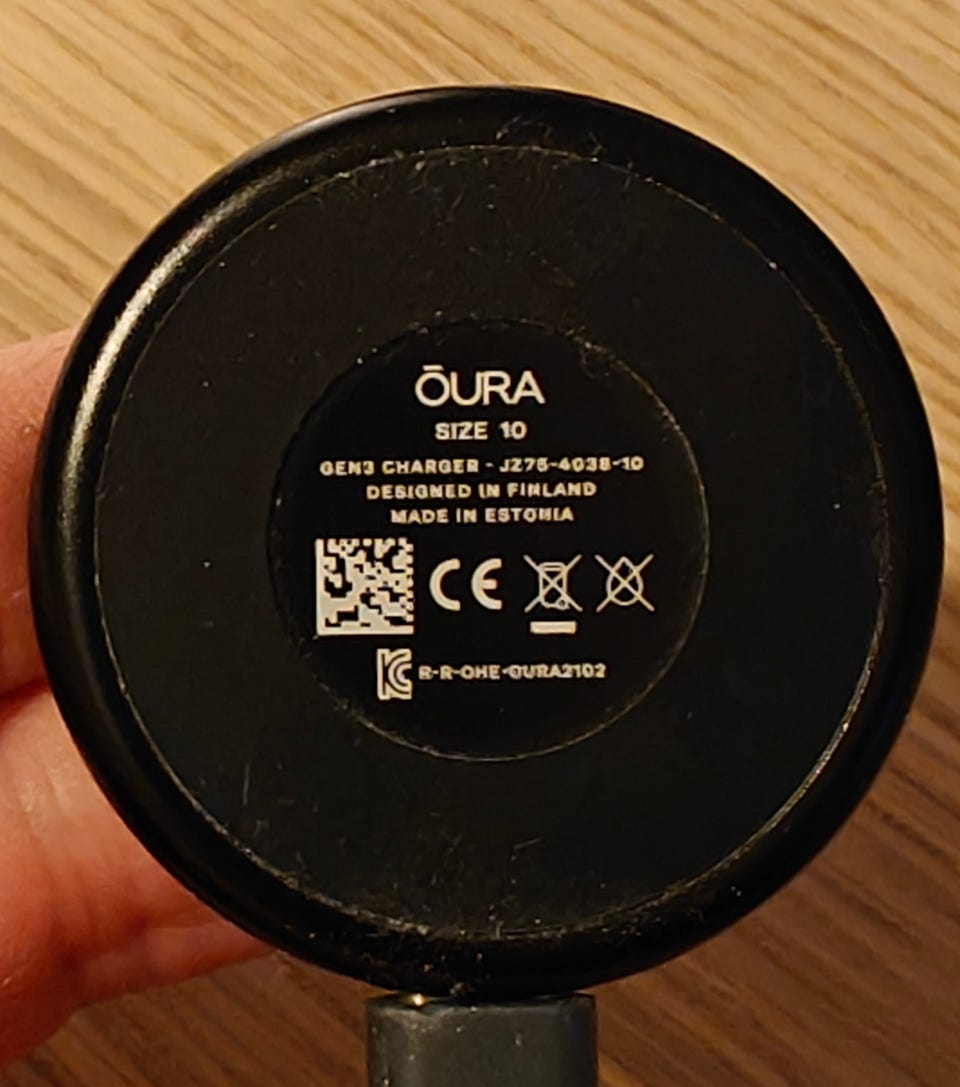 ŌURA
SIZE 10
GEN3 CHARGER - JZ75-4038-10
DESIGNED IN FINLAND
MADE IN ESTONIA
CE
R-R-OHE-OURA2102